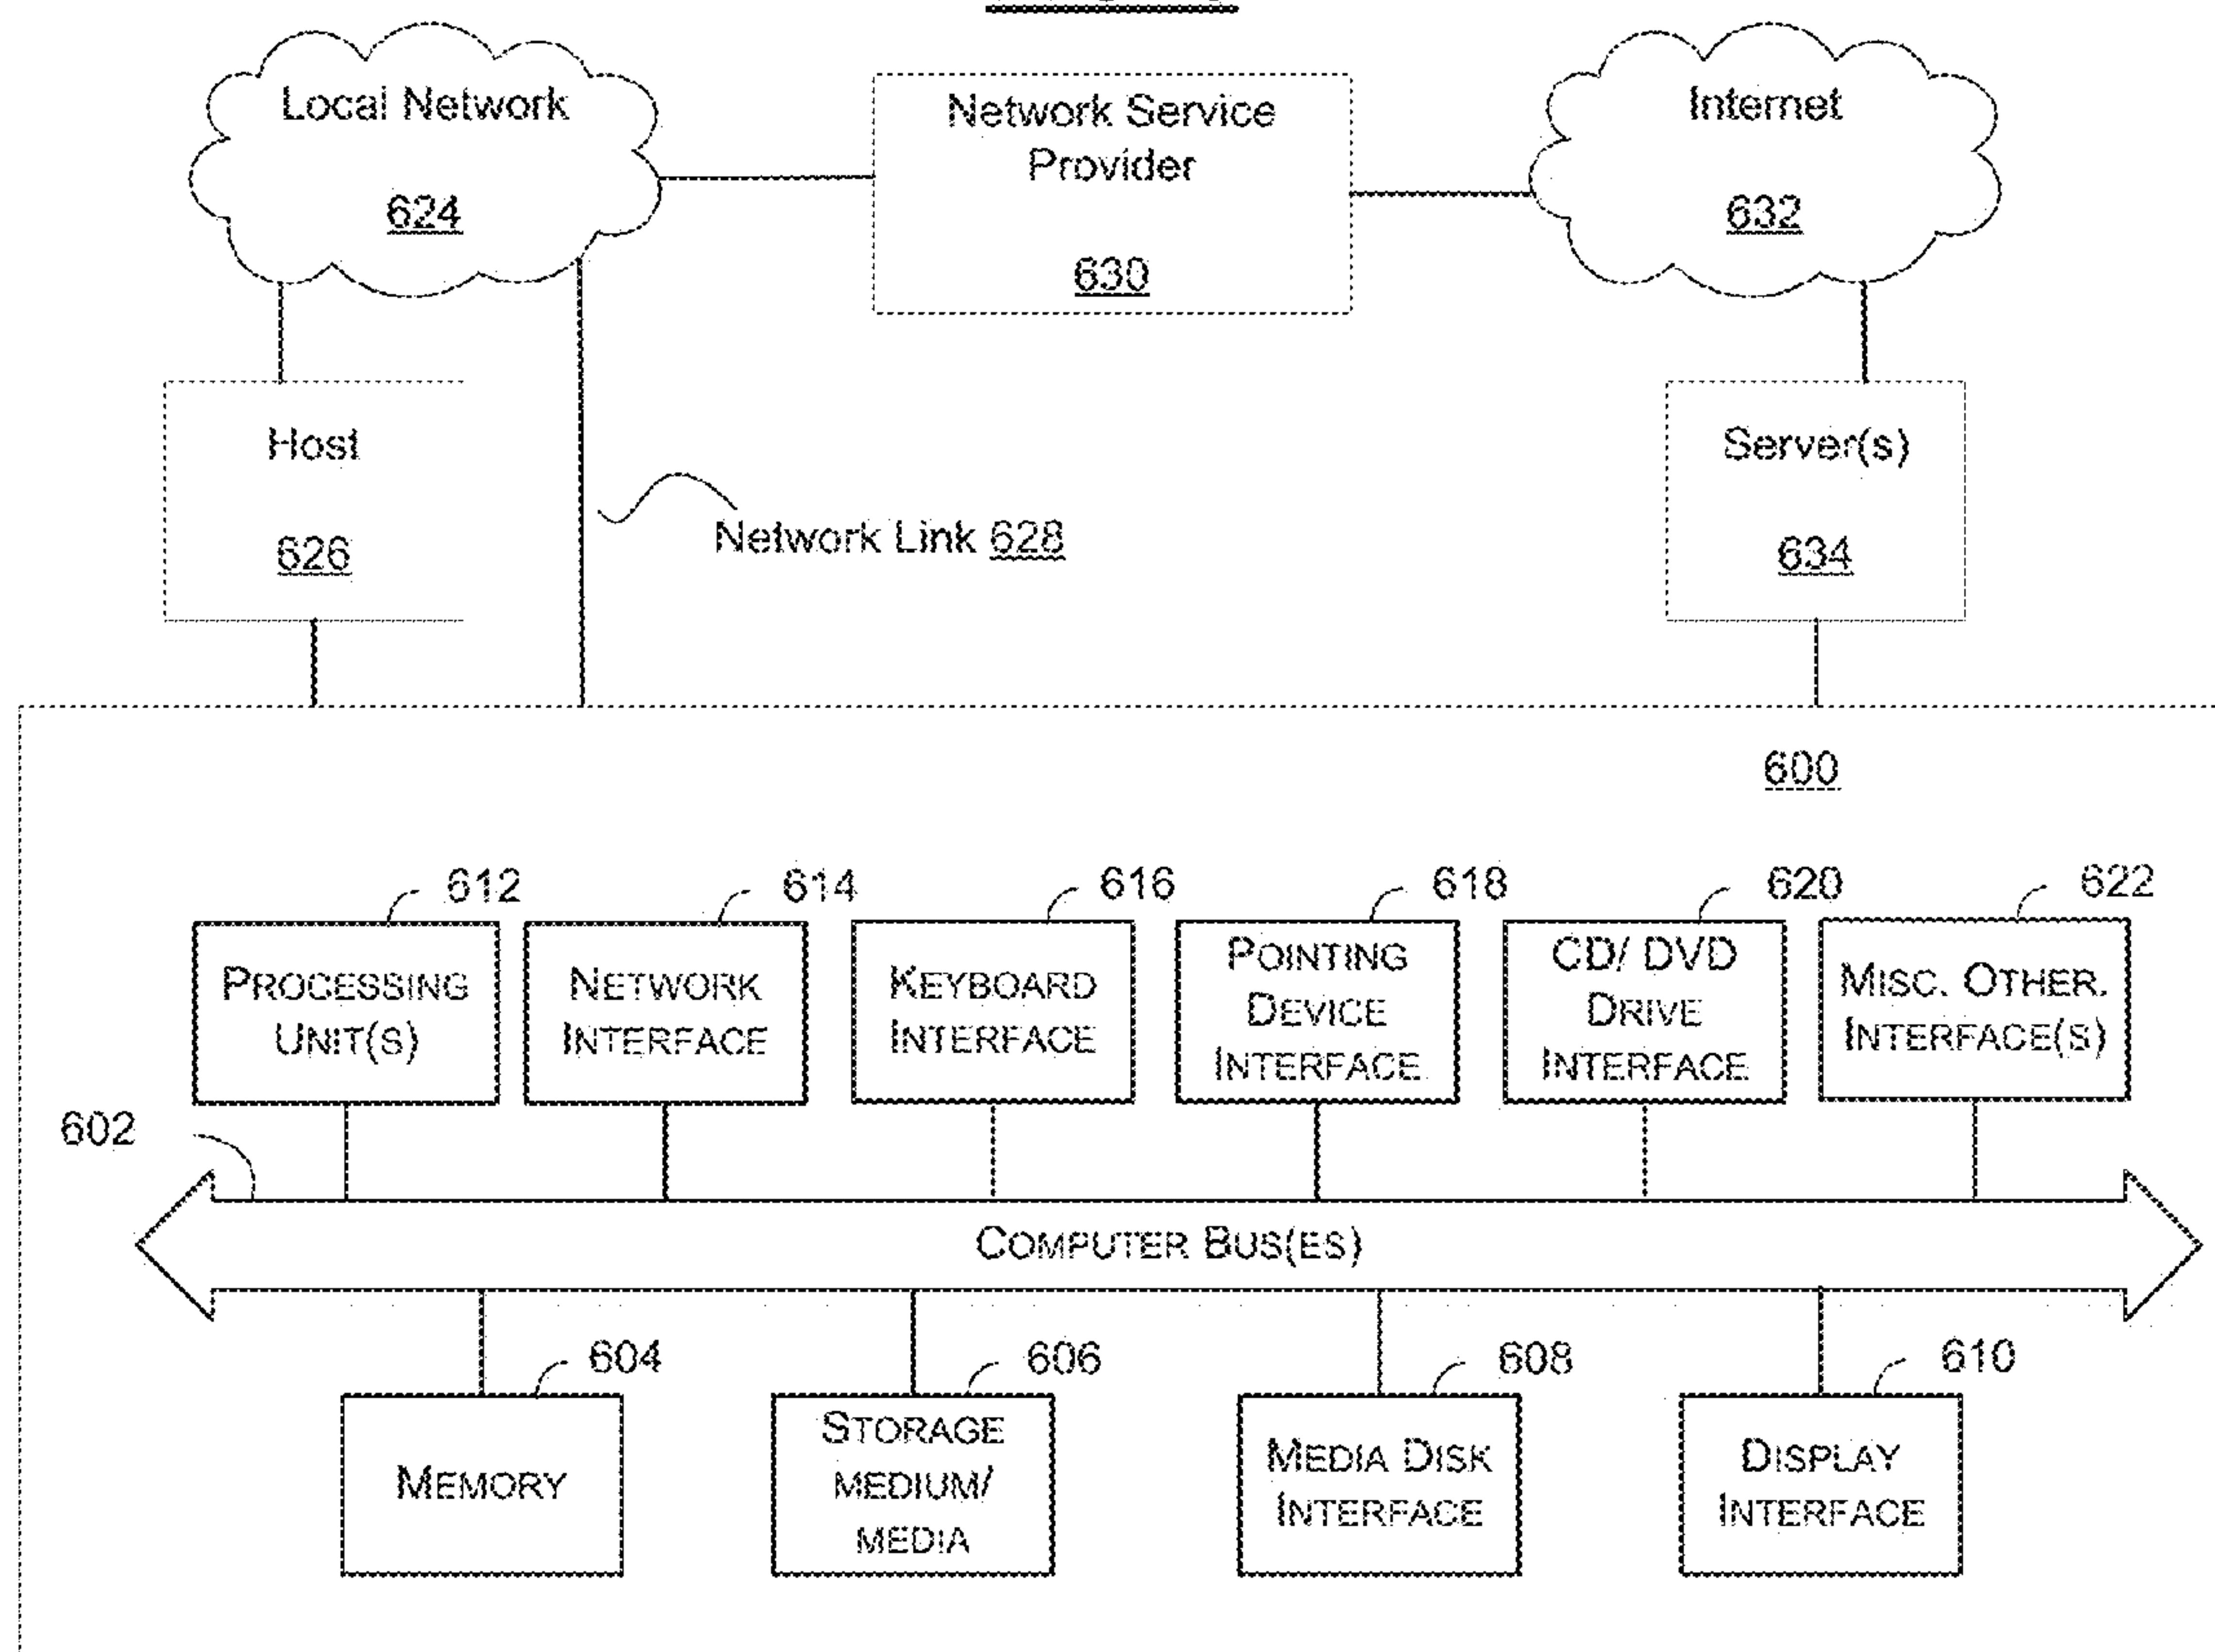 Local Network
624
Network Service
Provider
630
Internet
632
Host
626
Network Link 628
Server(s)
634
600
612
614
616
618
620
622
PROCESSING
UNIT(S)
NETWORK
INTERFACE
KEYBOARD
INTERFACE
POINTING
DEVICE
INTERFACE
CD/ DVD
DRIVE
INTERFACE
MISC. OTHER.
INTERFACE(S)
602
COMPUTER BUS(ES)
604
606
608
610
MEMORY
STORAGE
MEDIUM/
MEDIA
MEDIA DISK
INTERFACE
DISPLAY
INTERFACE